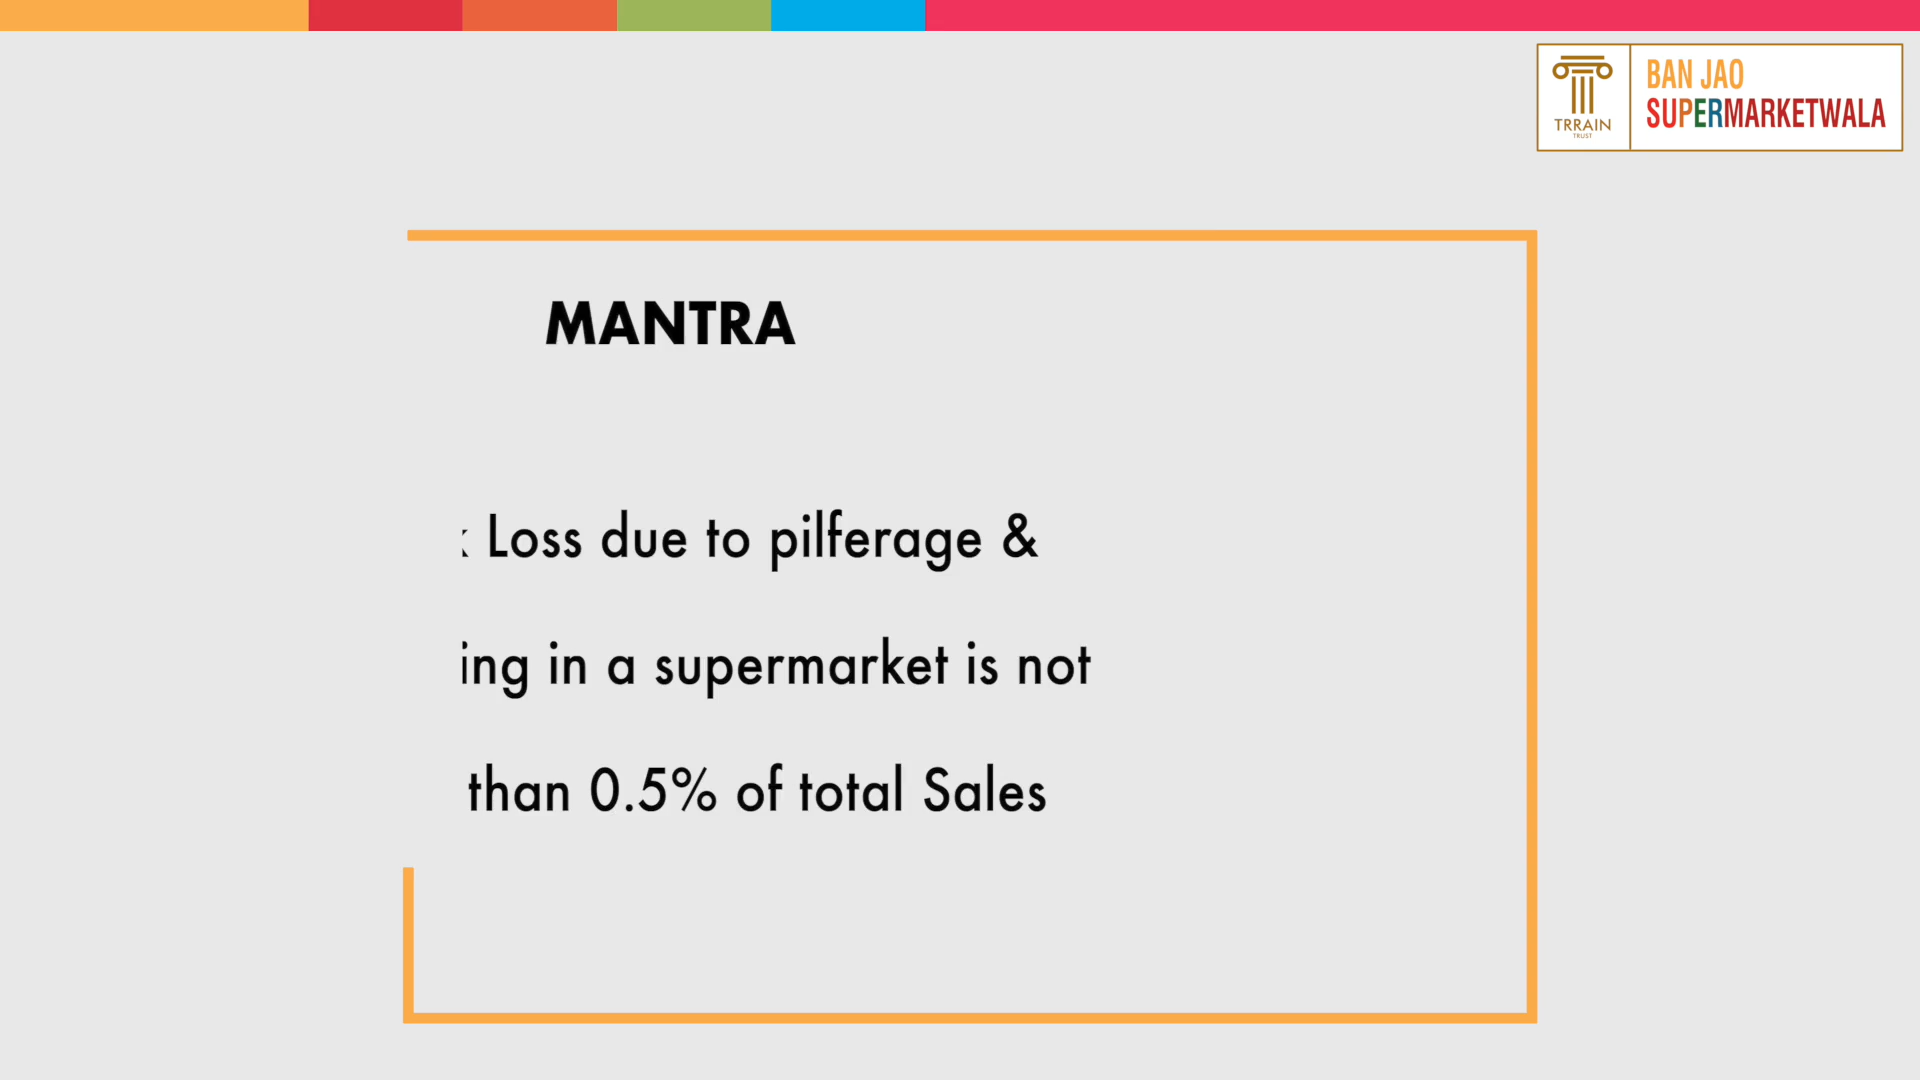 TRRAIN
TRUST
BAN JAO
SUPERMARKETWALA
MANTRA
Loss due to pilferage &
ing in a supermarket is not
than 0.5% of total Sales